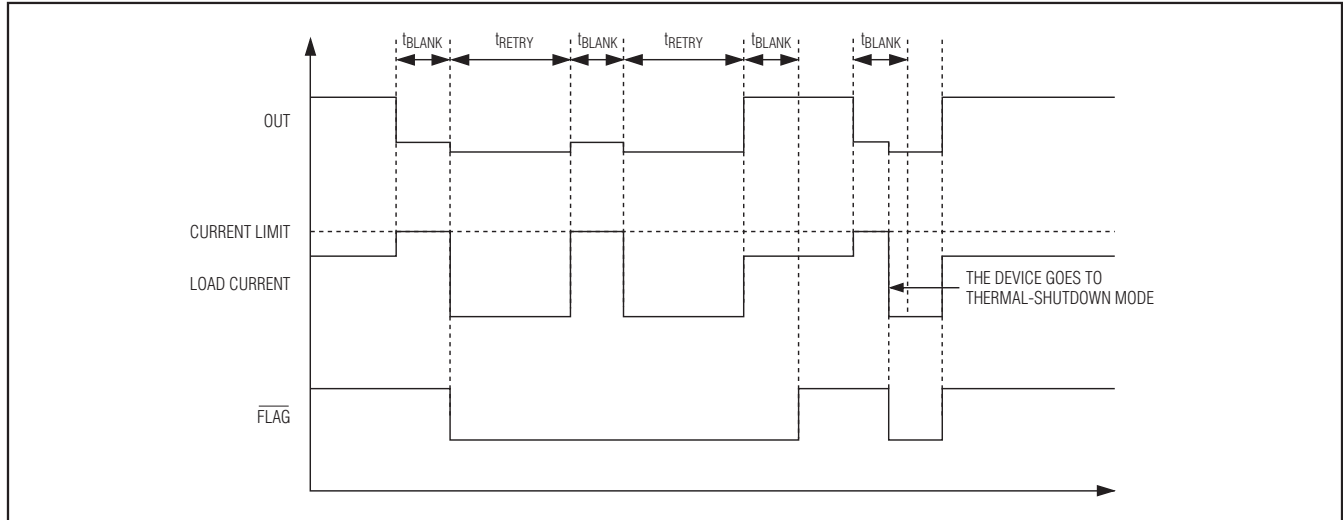 tBLANK tRETRY tBLANK tRETRY tBLANK tBLANK
OUT
CURRENT LIMIT
LOAD CURRENT
THE DEVICE GOES TO
THERMAL-SHUTDOWN MODE
FLAG